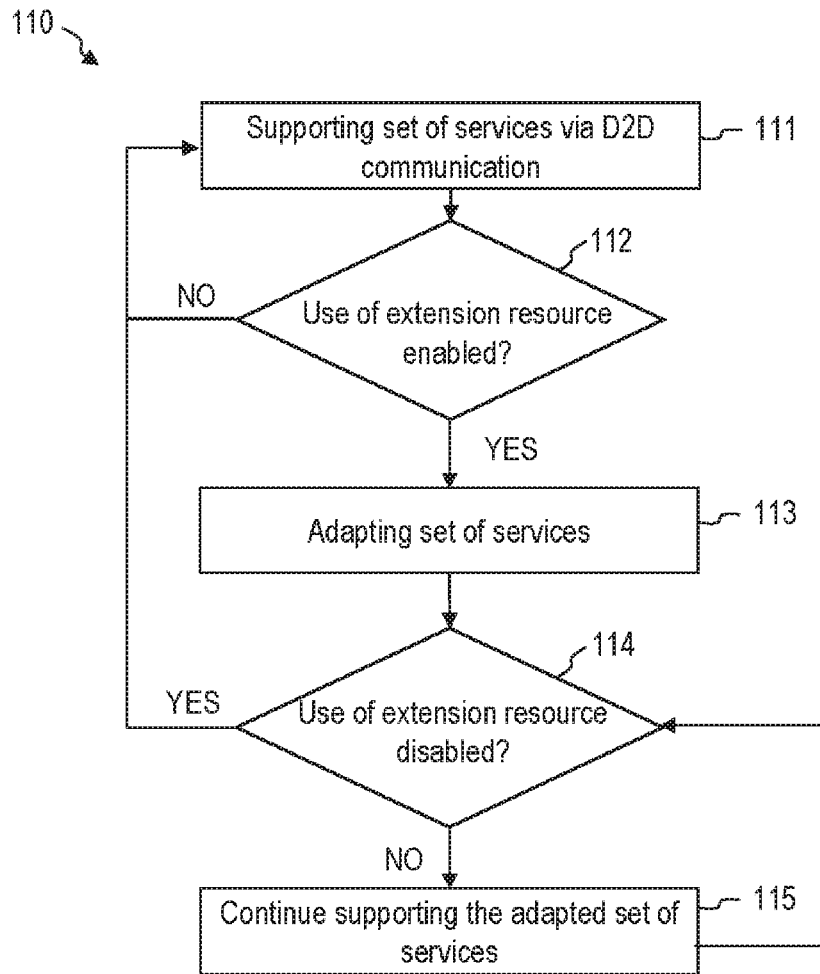 110
Supporting set of services via D2D
communication
111
112
NO
Use of extension resource
enabled?
YES
Adapting set of services
113
114
YES
Use of extension resource
disabled?
NO
Continue supporting the adapted set of
services
115